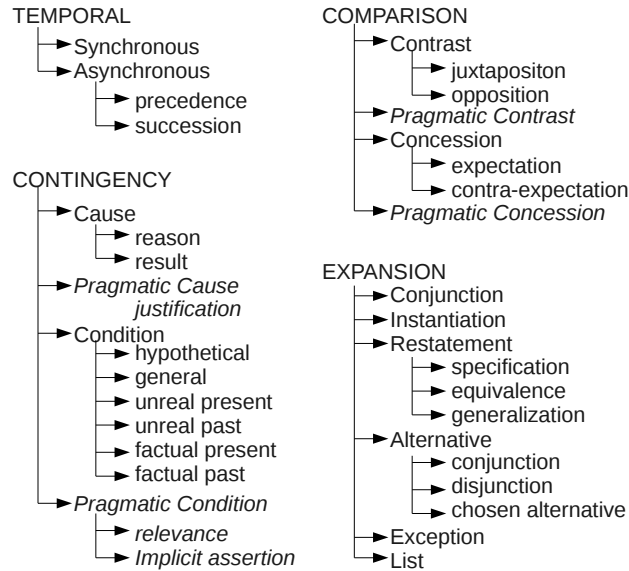 TEMPORAL
Synchronous
Asynchronous
precedence
succession
CONTINGENCY
Cause
reason
result
Pragmatic Cause
justification
Condition
hypothetical
general
unreal present
unreal past
factual present
factual past
Pragmatic Condition
relevance
Implicit assertion
COMPARISON
Contrast
juxtapositon
opposition
Pragmatic Contrast
Concession
expectation
contra-expectation
Pragmatic Concession
EXPANSION
Conjunction
Instantiation
Restatement
specification
equivalence
generalization
Alternative
conjunction
disjunction
chosen alternative
Exception
List